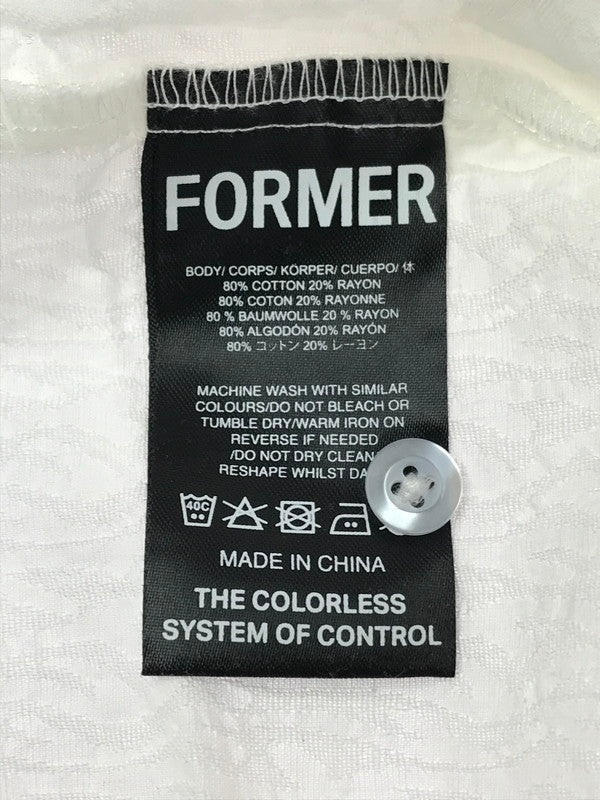 FORMER
BODY/ CORPS/ KÖRPER/ CUERPO/ 体
80% COTTON 20% RAYON
80% COTON 20% RAYONNE
80 % BAUMWOLLE 20 % RAYON
80% ALGODÓN 20% RAYÓN
80% コットン 20% レーヨン
MACHINE WASH WITH SIMILAR
COLOURS/DO NOT BLEACH OR
TUMBLE DRY/WARM IRON ON
REVERSE IF NEEDED
/DO NOT DRY CLEAN
RESHAPE WHILST
40C
MADE IN CHINA
THE COLORLESS
SYSTEM OF CONTROL